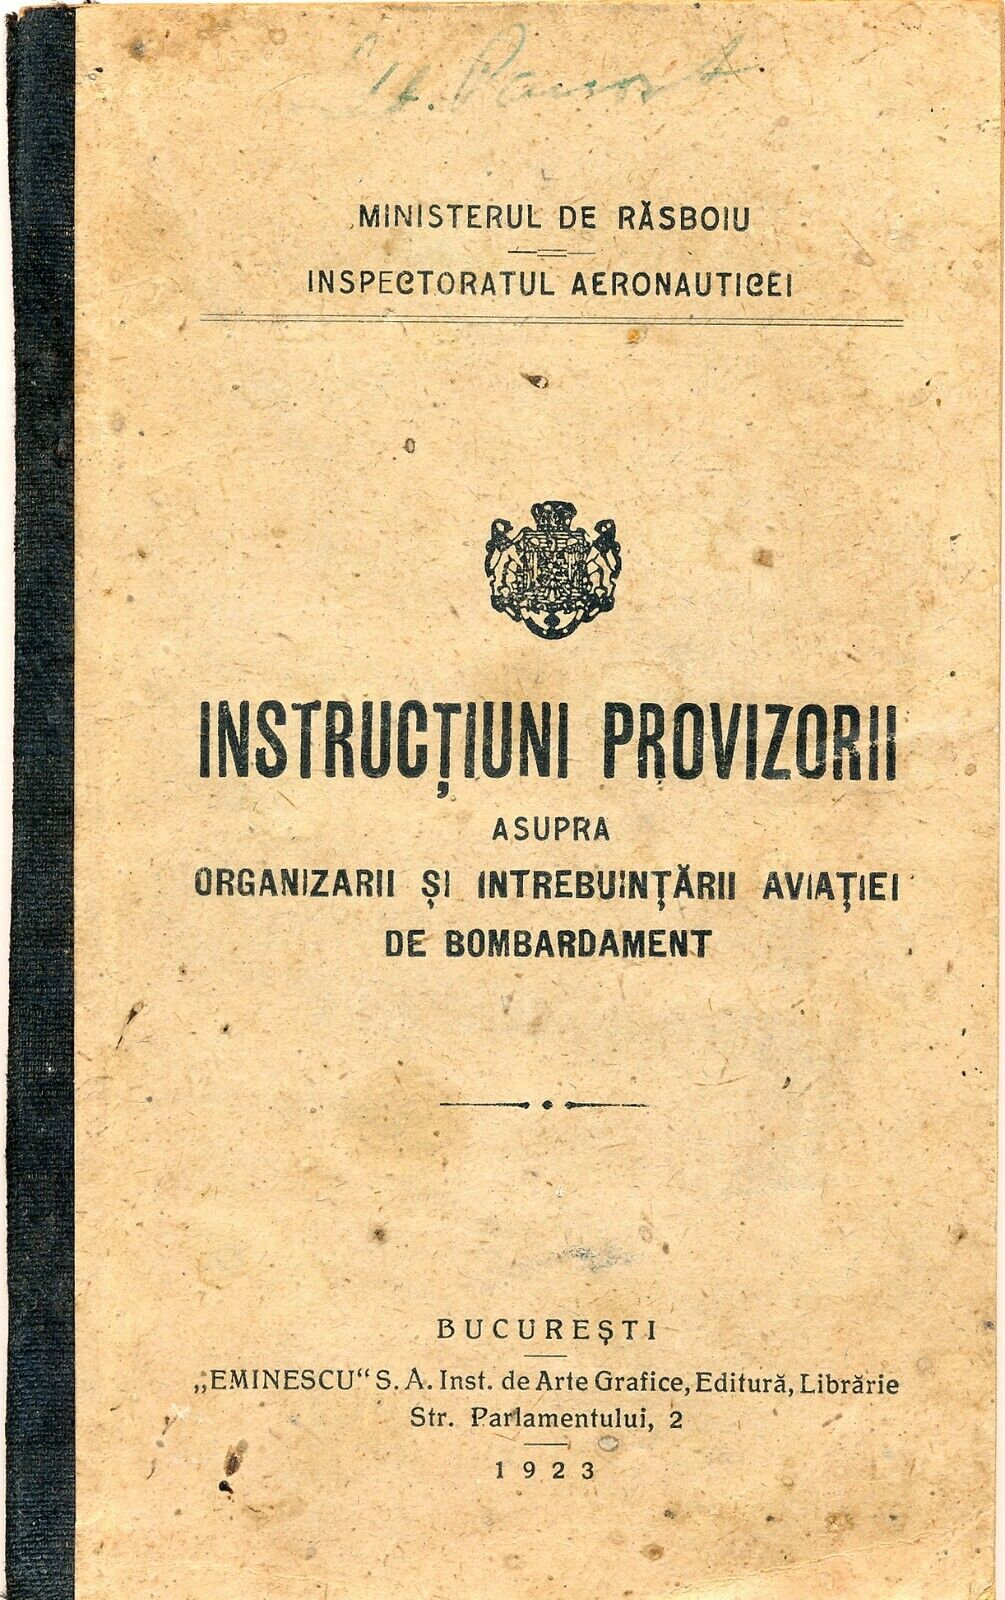 MINISTERUL DE RĂSBOIU
INSPECTORATUL AERONAUTICEI
INSTRUCȚIUNI PROVIZORII
ASUPRA
ORGANIZARII ȘI INTREBUINȚĂRII AVIAȚIEI
DE BOMBARDAMENT
BUCUREȘTI
„EMINESCU“ S. A. Inst. de Arte Grafice, Editură, Librărie
Str. Parlamentului, 2
1923